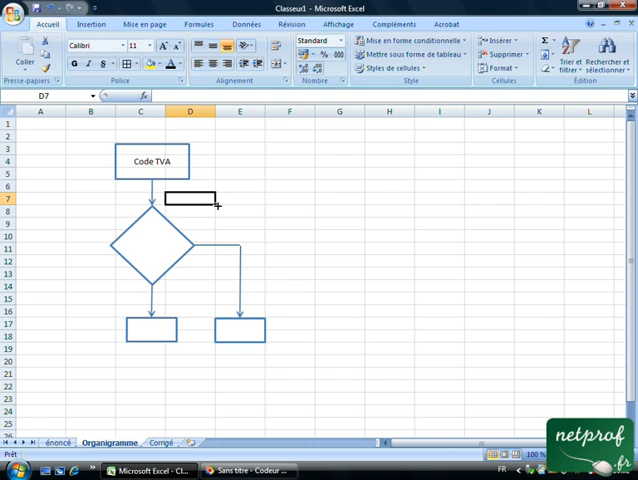 Classeur1 - Microsoft Excel
Accueil Insertion Mise en page Formules Données Révision Affichage Compléments Acrobat
Coller
Calibri 11
G I S
Standard
% 000
Mise en forme conditionnelle
Mettre sous forme de tableau
Styles de cellules
Insérer
Supprimer
Format
Σ
Trier et filtrer
Rechercher et sélectionner
Presse-papiers Police Alignement Nombre Style Cellules Édition
D7 fx
A B C D E F G H I J K L
1
2
3
4 Code TVA
5
6
7
8
9
10
11
12
13
14
15
16
17
18
19
20
21
22
23
24
25
26
énoncé Organigramme Corrigé
Prêt 100 %
Microsoft Excel - Cl...
Sans titre - Codeur ...
FR
netprof
.fr